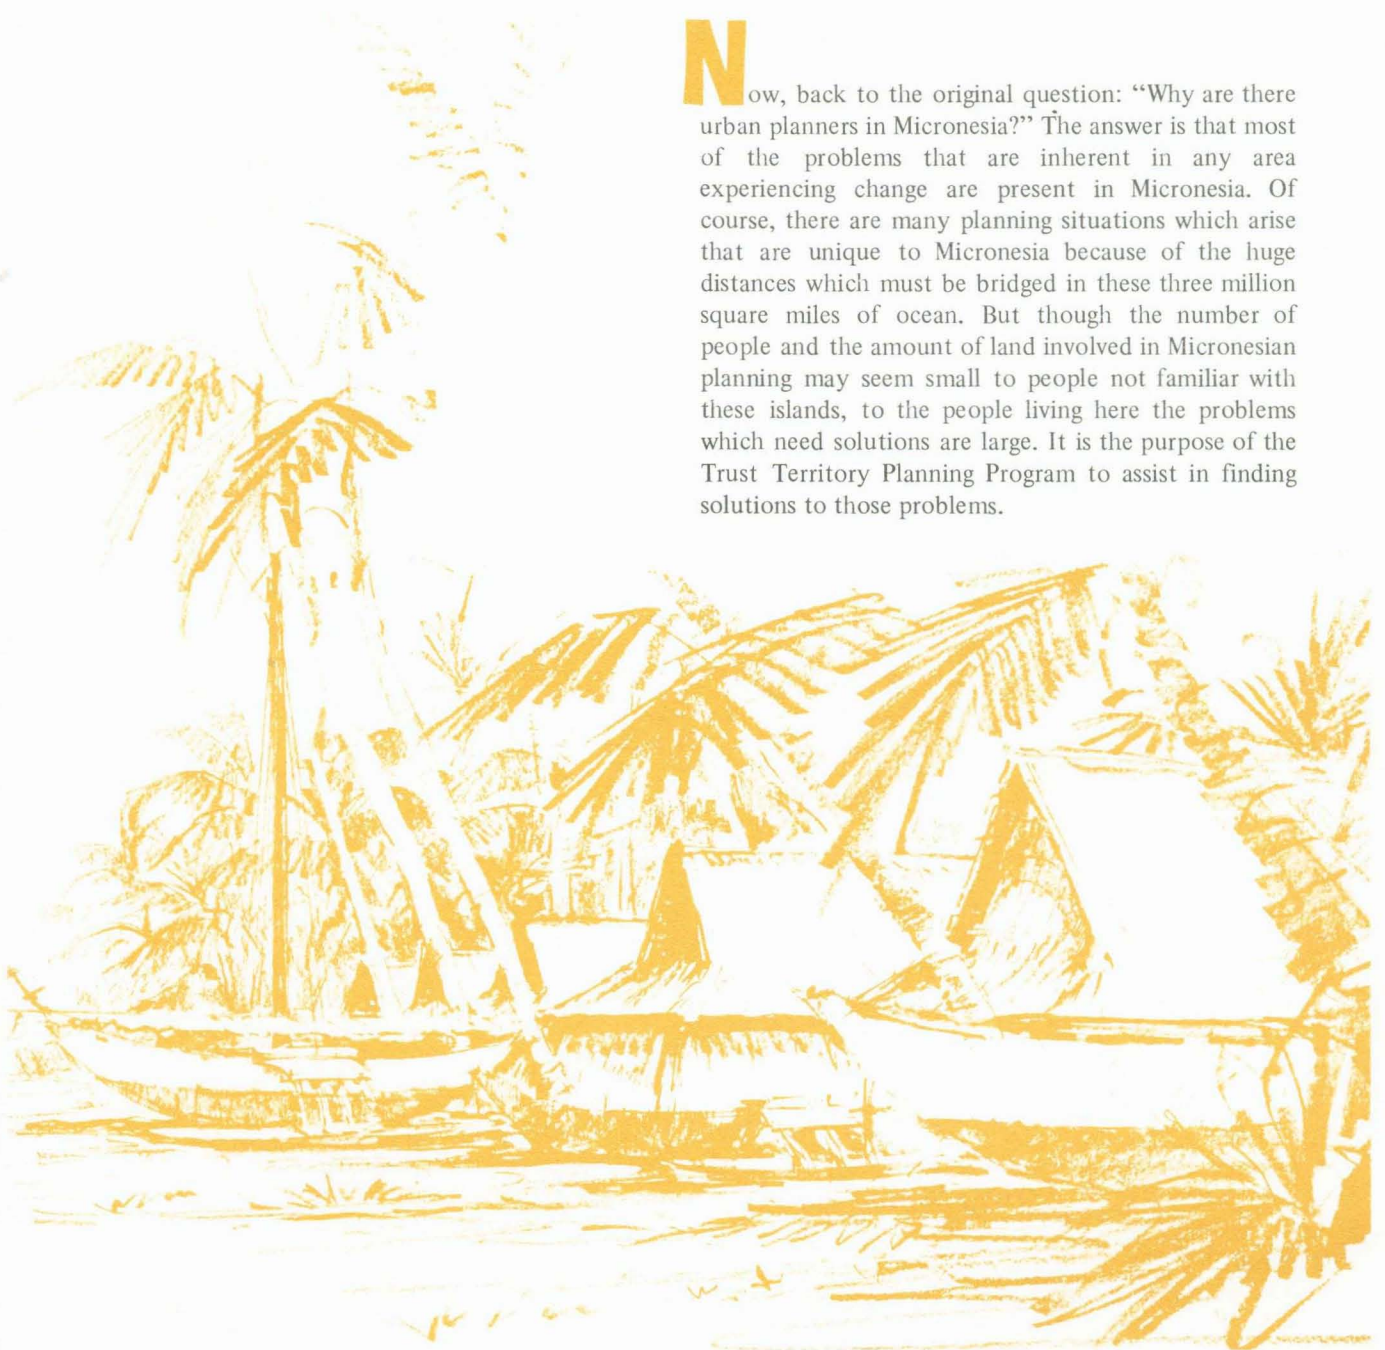 Now, back to the original question: “Why are there
urban planners in Micronesia?” The answer is that most
of the problems that are inherent in any area
experiencing change are present in Micronesia. Of
course, there are many planning situations which arise
that are unique to Micronesia because of the huge
distances which must be bridged in these three million
square miles of ocean. But though the number of
people and the amount of land involved in Micronesian
planning may seem small to people not familiar with
these islands, to the people living here the problems
which need solutions are large. It is the purpose of the
Trust Territory Planning Program to assist in finding
solutions to those problems.